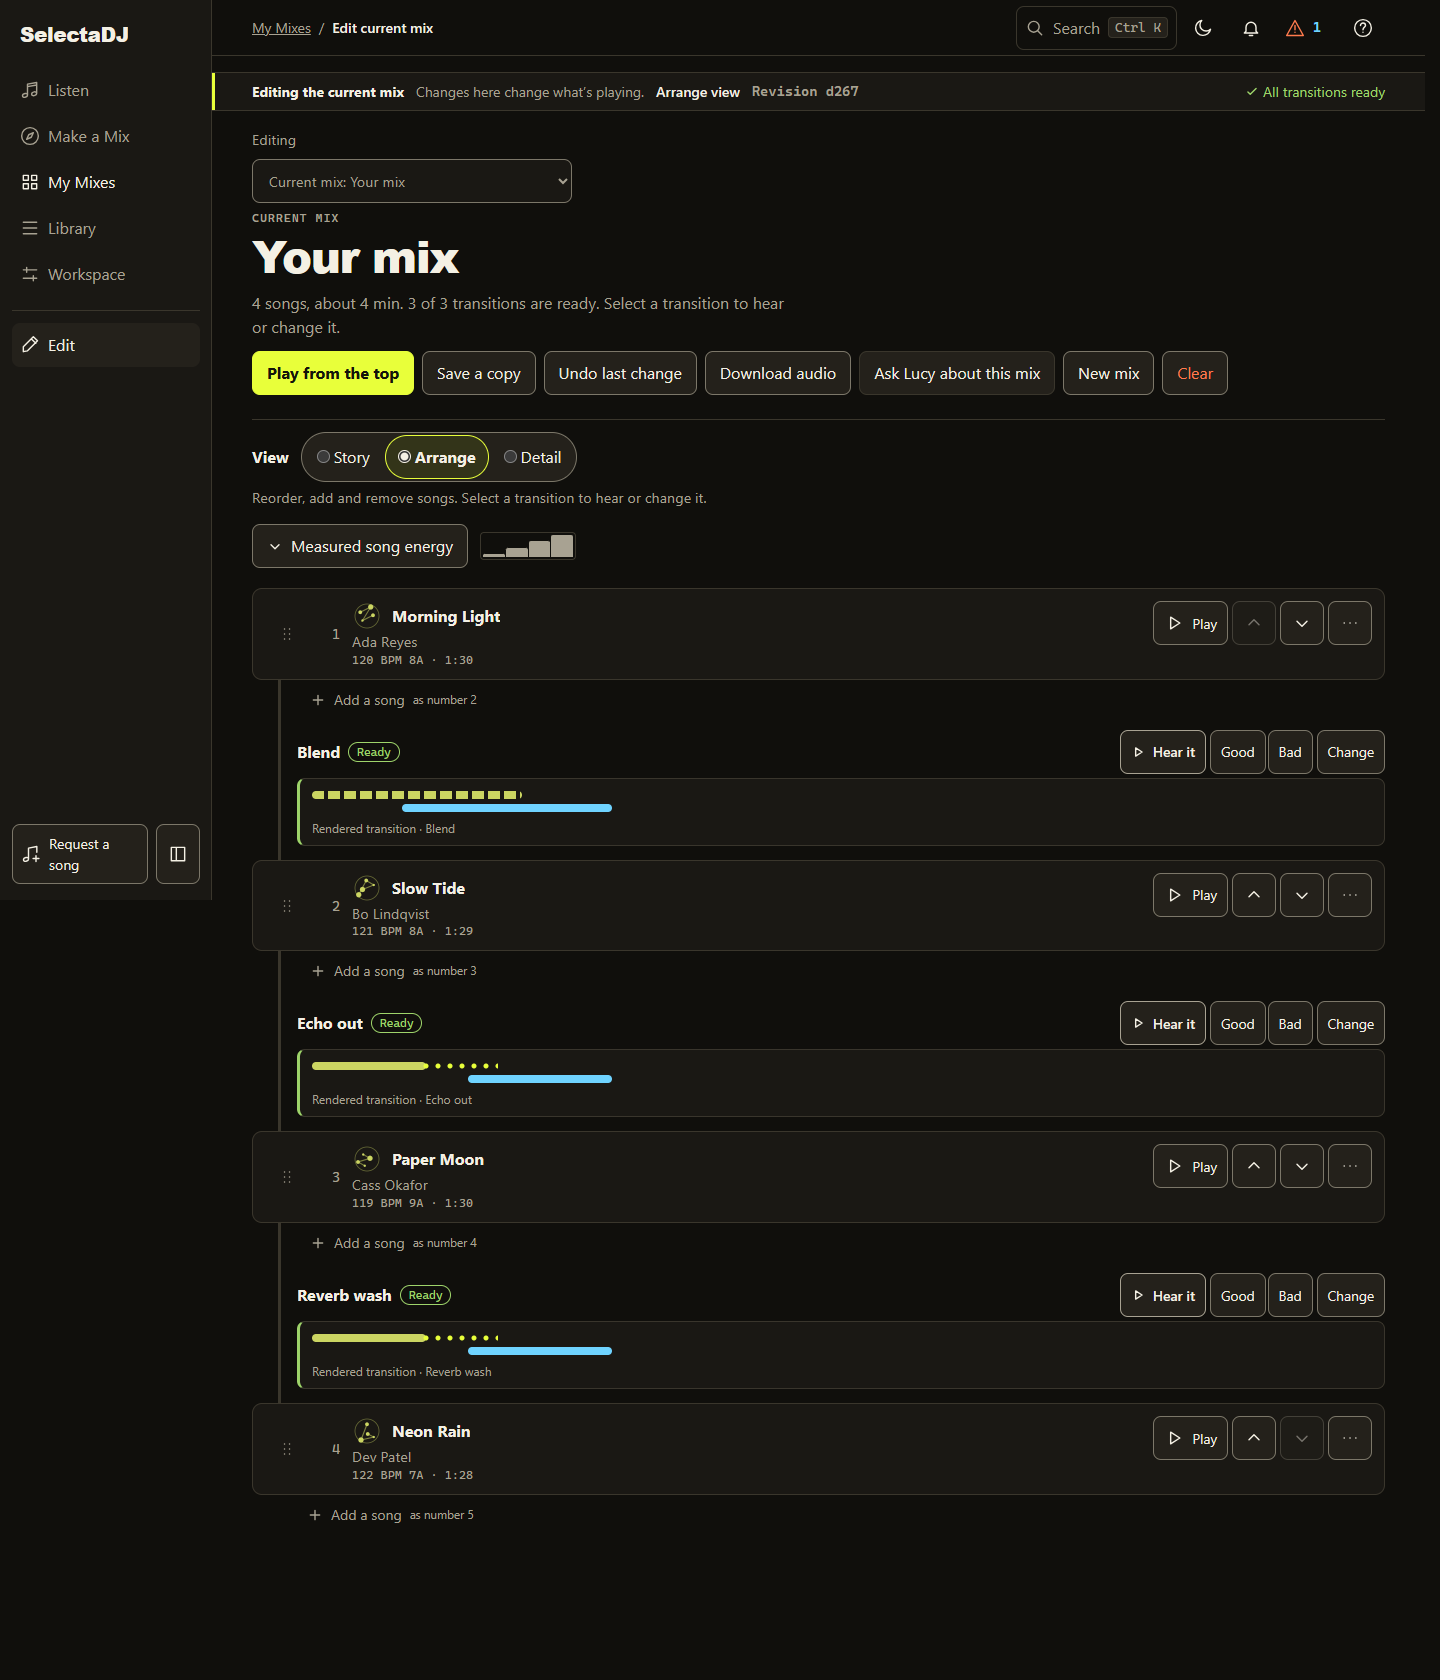 SelectaDJ
Listen
Make a Mix
My Mixes
Library
Workspace
Edit
Request a
song
My Mixes / Edit current mix
Search Ctrl K
1
Editing the current mix Changes here change what's playing. Arrange view Revision d267
All transitions ready
Editing
Current mix: Your mix
CURRENT MIX
Your mix
4 songs, about 4 min. 3 of 3 transitions are ready. Select a transition to hear
or change it.
Play from the top Save a copy Undo last change Download audio Ask Lucy about this mix New mix Clear
View Story Arrange Detail
Reorder, add and remove songs. Select a transition to hear or change it.
Measured song energy
1 Morning Light
Ada Reyes
120 BPM 8A · 1:30
Play
+ Add a song as number 2
Blend Ready
Hear it Good Bad Change
Rendered transition · Blend
2 Slow Tide
Bo Lindqvist
121 BPM 8A · 1:29
Play
+ Add a song as number 3
Echo out Ready
Hear it Good Bad Change
Rendered transition · Echo out
3 Paper Moon
Cass Okafor
119 BPM 9A · 1:30
Play
+ Add a song as number 4
Reverb wash Ready
Hear it Good Bad Change
Rendered transition · Reverb wash
4 Neon Rain
Dev Patel
122 BPM 7A · 1:28
Play
+ Add a song as number 5